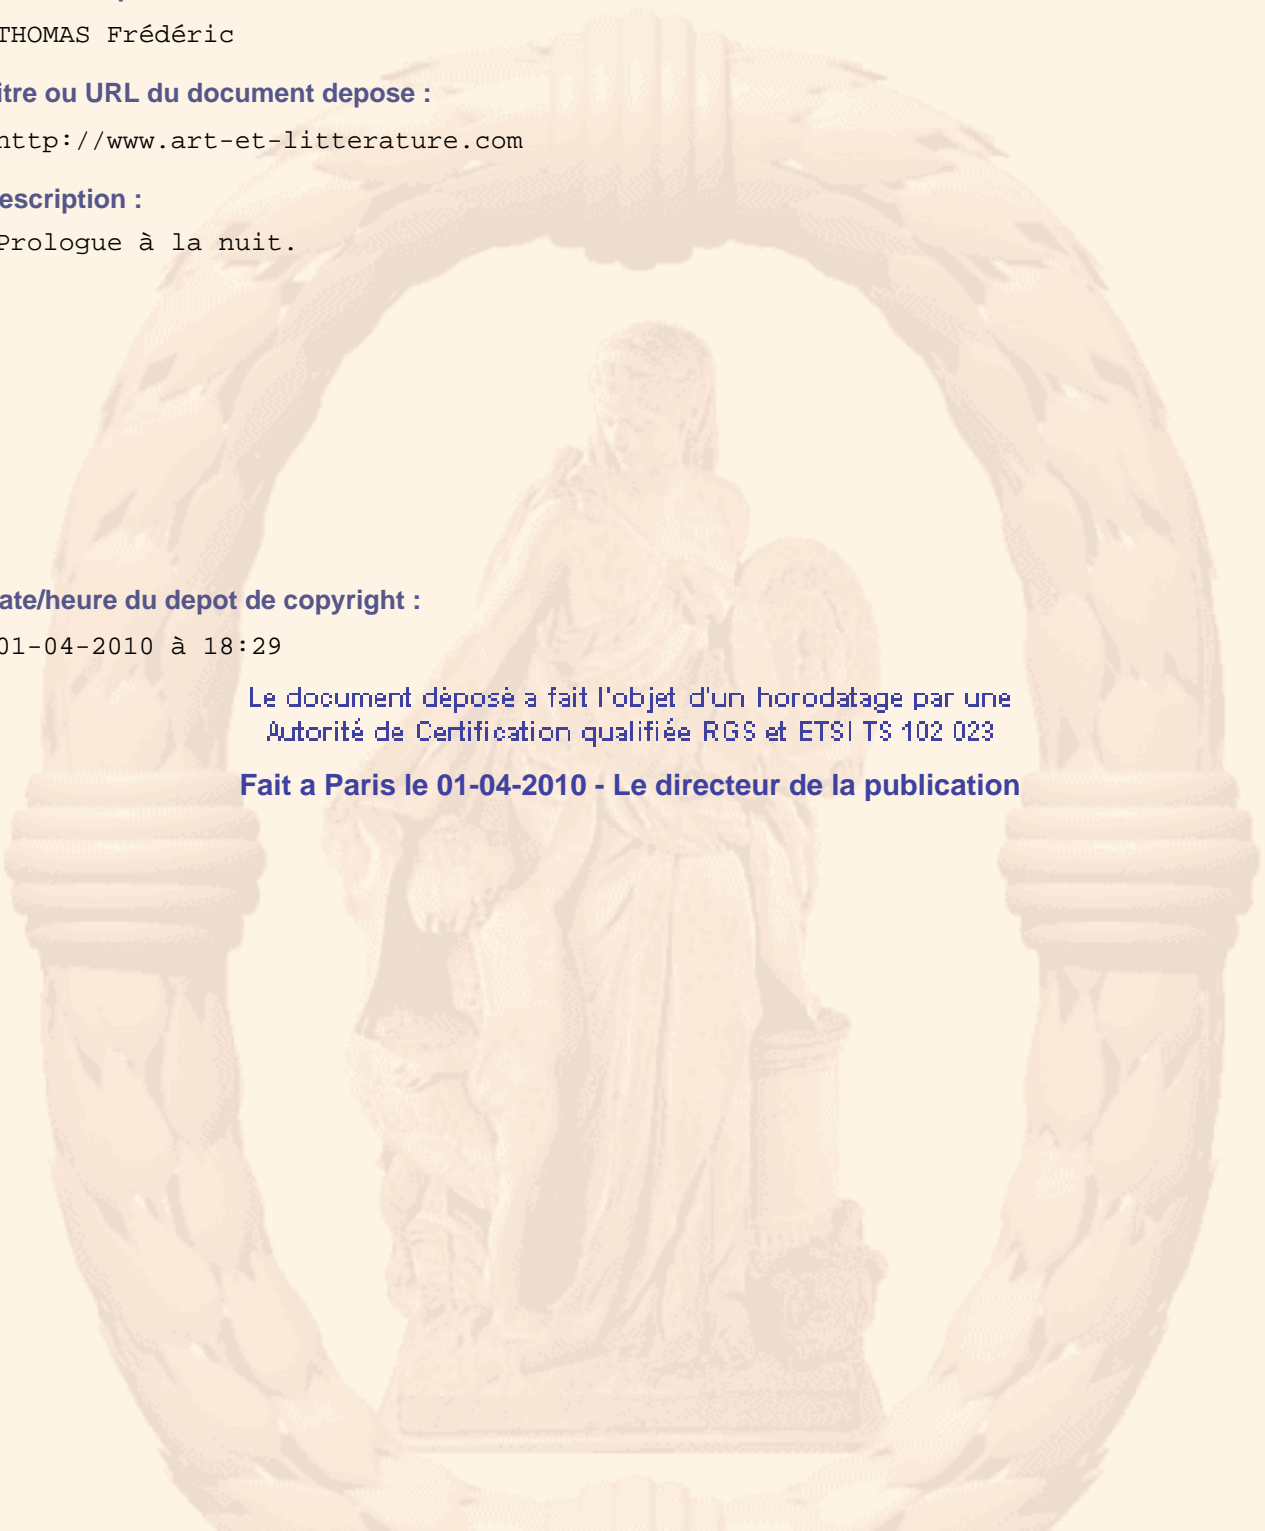 THOMAS Frédéric
itre ou URL du document depose :
http://www.art-et-litterature.com
escription :
Prologue à la nuit.
ate/heure du depot de copyright :
01-04-2010 à 18:29
Le document déposé a fait l'objet d'un horodatage par une
Autorité de Certification qualifiée RGS et ETSI TS 102 023
Fait a Paris le 01-04-2010 - Le directeur de la publication